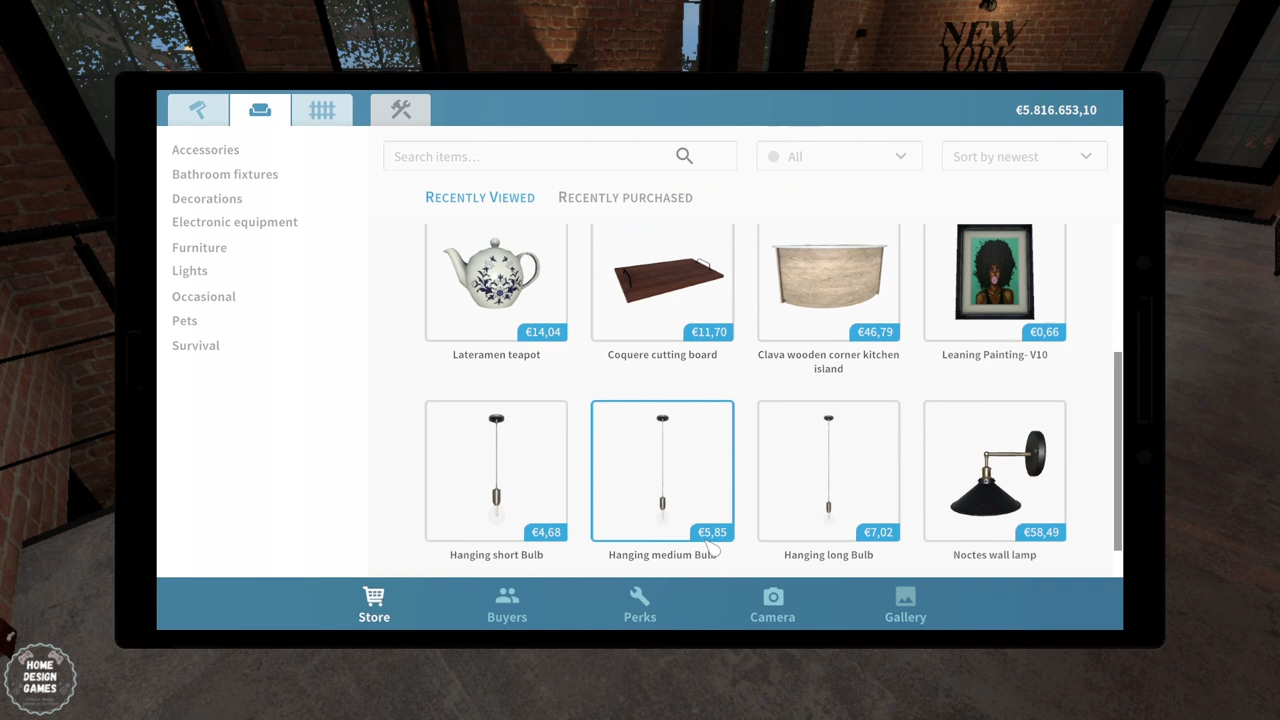 NEW
YORK
€5.816.653,10
Accessories
Bathroom fixtures
Decorations
Electronic equipment
Furniture
Lights
Occasional
Pets
Survival
Search items...
All
Sort by newest
RECENTLY VIEWED
RECENTLY PURCHASED
€14,04
€11,70
€46,79
€0,66
Lateramen teapot
Coquere cutting board
Clava wooden corner kitchen
island
Leaning Painting- V10
€4,68
€5,85
€7,02
€58,49
Hanging short Bulb
Hanging medium Bulb
Hanging long Bulb
Noctes wall lamp
Store
Buyers
Perks
Camera
Gallery
HOME
DESIGN
GAMES